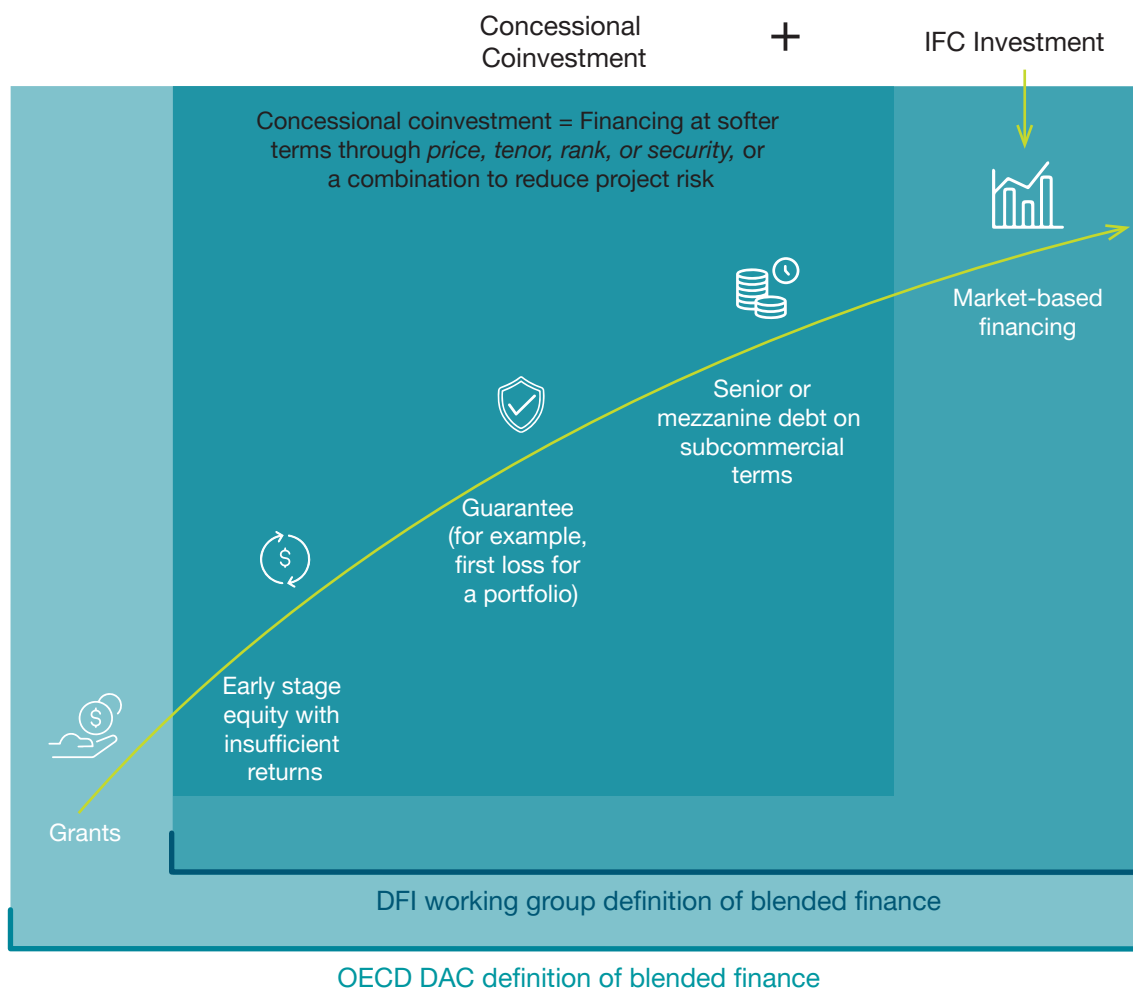 Concessional
Coinvestment
+
IFC Investment
Concessional coinvestment = Financing at softer
terms through price, tenor, rank, or security, or
a combination to reduce project risk
Market-based
financing
Senior or
mezzanine debt on
subcommercial
terms
Guarantee
(for example,
first loss for
a portfolio)
$
Early stage
equity with
insufficient
returns
$
Grants
DFI working group definition of blended finance
OECD DAC definition of blended finance